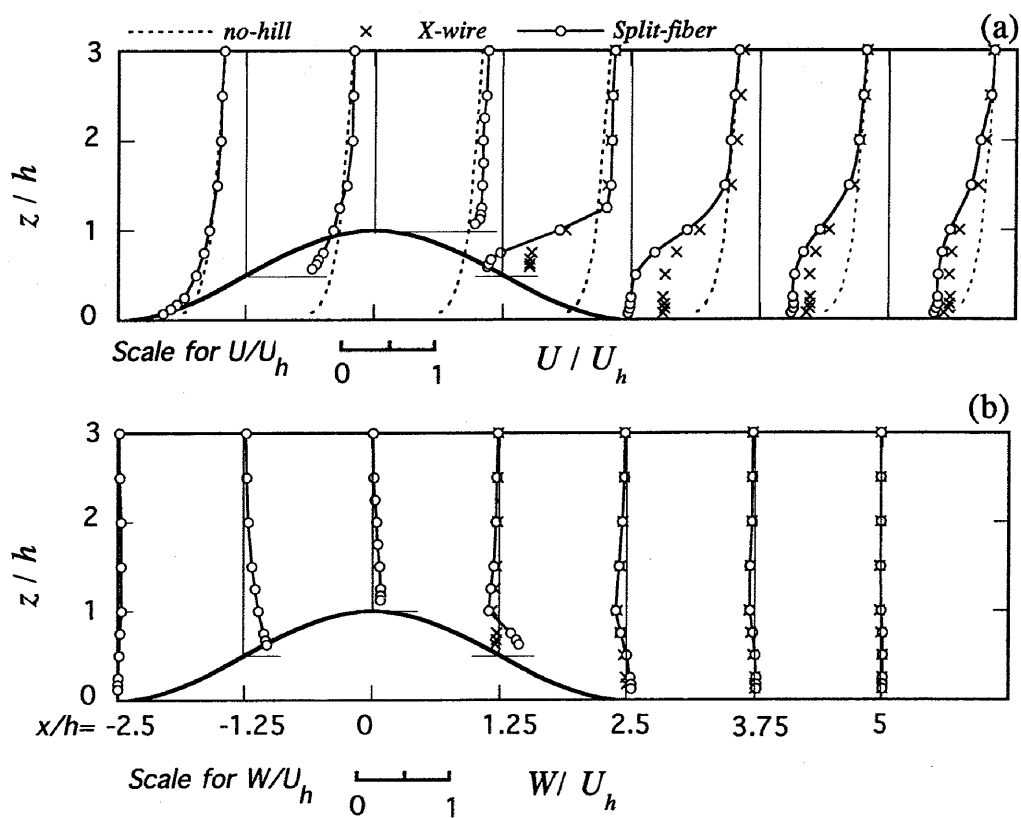 no-hill × X-wire Split-fiber (a)
3
2
1
0
z / h
Scale for U/U_h 0 1 U / U_h
(b)
3
2
1
0
z / h
x/h= -2.5 -1.25 0 1.25 2.5 3.75 5
Scale for W/U_h 0 1 W/ U_h